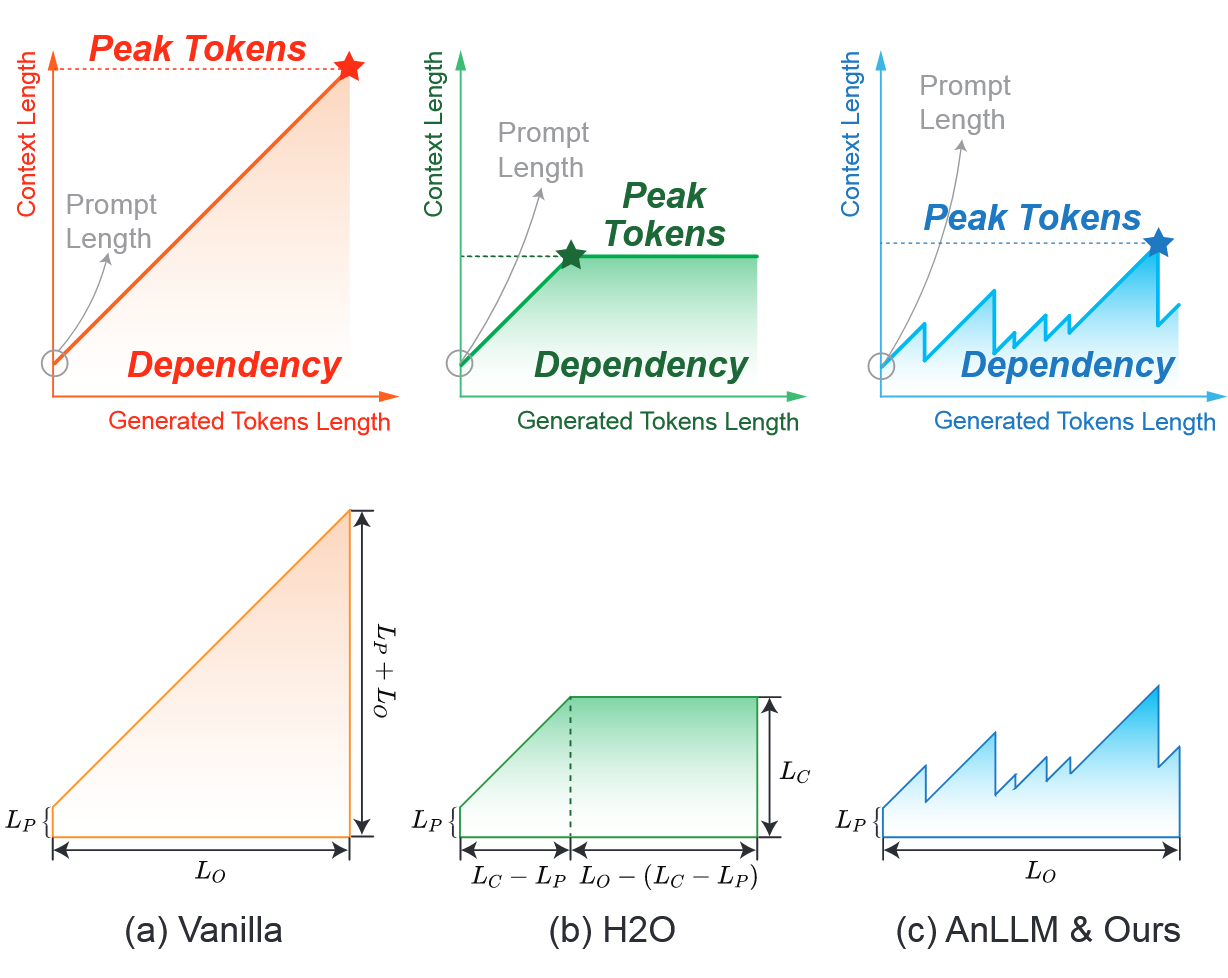 Peak Tokens
Context Length
Prompt
Length
Dependency
Generated Tokens Length
Context Length
Prompt
Length
Peak
Tokens
Dependency
Generated Tokens Length
Context Length
Prompt
Length
Peak Tokens
Dependency
Generated Tokens Length
L_P
L_P + L_O
L_O
(a) Vanilla
L_P
L_C
L_C − L_P
L_O − (L_C − L_P)
(b) H2O
L_P
L_O
(c) AnLLM & Ours